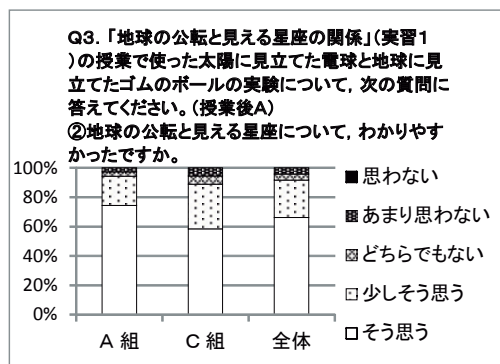 Q3．「地球の公転と見える星座の関係」（実習1
）の授業で使った太陽に見立てた電球と地球に見
立てたゴムのボールの実験について，次の質問に
答えてください。（授業後A）
②地球の公転と見える星座について，わかりやす
かったですか。
100%
80%
60%
40%
20%
0%
A 組
C 組
全体
思わない
あまり思わない
どちらでもない
少しそう思う
そう思う